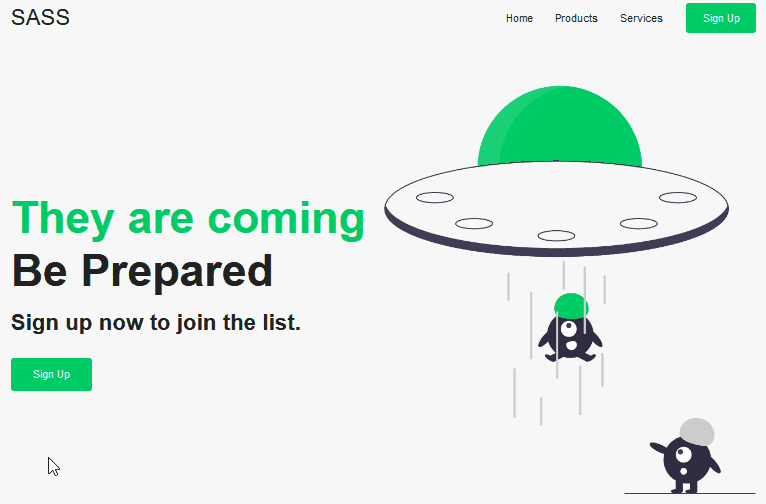 SASS
Home Products Services Sign Up
They are coming
Be Prepared
Sign up now to join the list.
Sign Up